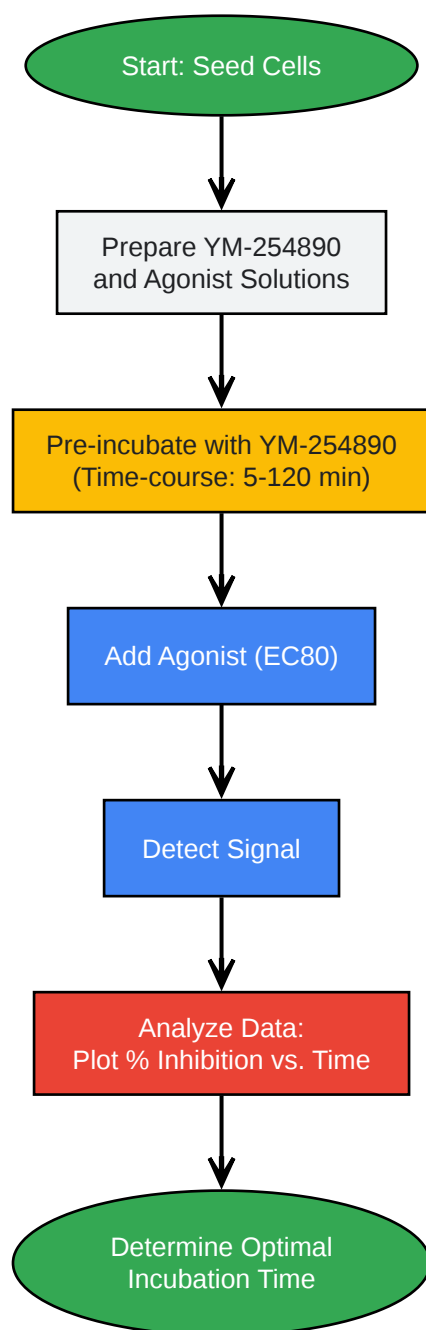 Start: Seed Cells
Prepare YM-254890
and Agonist Solutions
Pre-incubate with YM-254890
(Time-course: 5-120 min)
Add Agonist (EC80)
Detect Signal
Analyze Data:
Plot % Inhibition vs. Time
Determine Optimal
Incubation Time